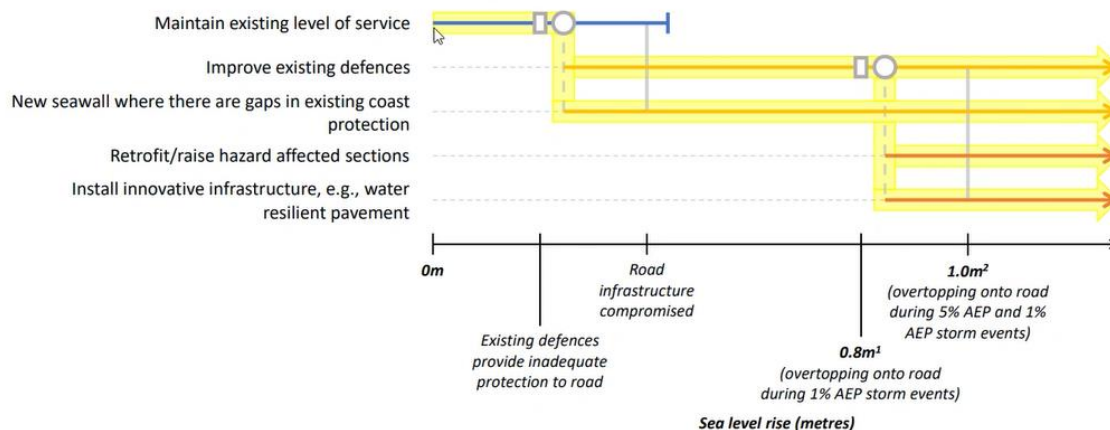 Maintain existing level of service
Improve existing defences
New seawall where there are gaps in existing coast
protection
Retrofit/raise hazard affected sections
Install innovative infrastructure, e.g., water
resilient pavement
0m
Existing defences
provide inadequate
protection to road
Road
infrastructure
compromised
0.8m¹
(overtopping onto road
during 1% AEP storm events)
1.0m²
(overtopping onto road
during 5% AEP and 1%
AEP storm events)
Sea level rise (metres)